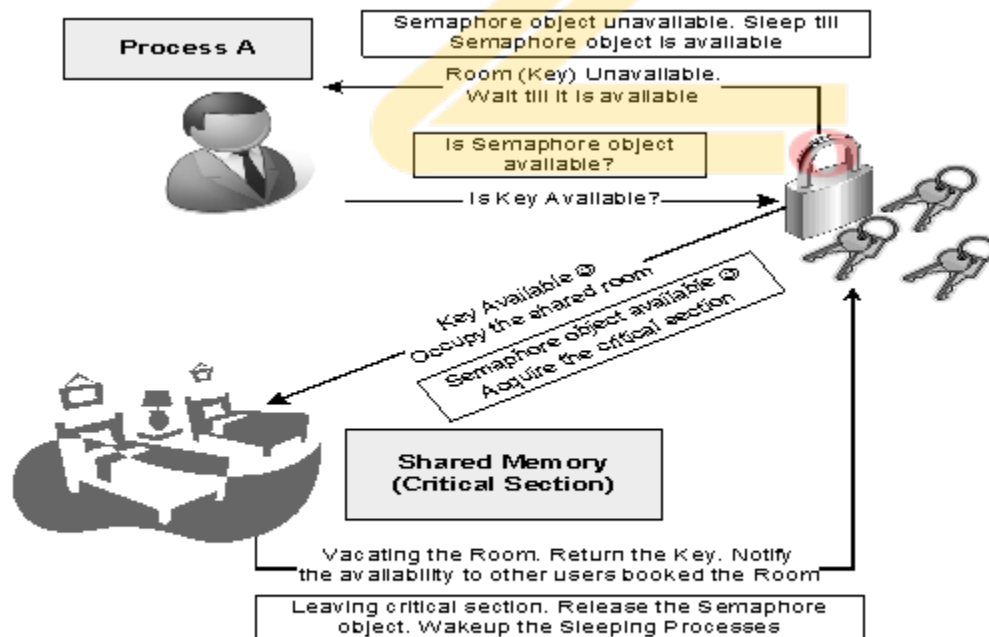 Process A
Semaphore object unavailable. Sleep till
Semaphore object is available
Room (Key) Unavailable.
Wait till it is available
Is Semaphore object
available?
Is Key Available?
Key Available ☺
Occupy the shared room
Semaphore object available ☺
Acquire the critical section
Shared Memory
(Critical Section)
Vacating the Room. Return the Key. Notify
the availability to other users booked the Room
Leaving critical section. Release the Semaphore
object. Wakeup the Sleeping Processes